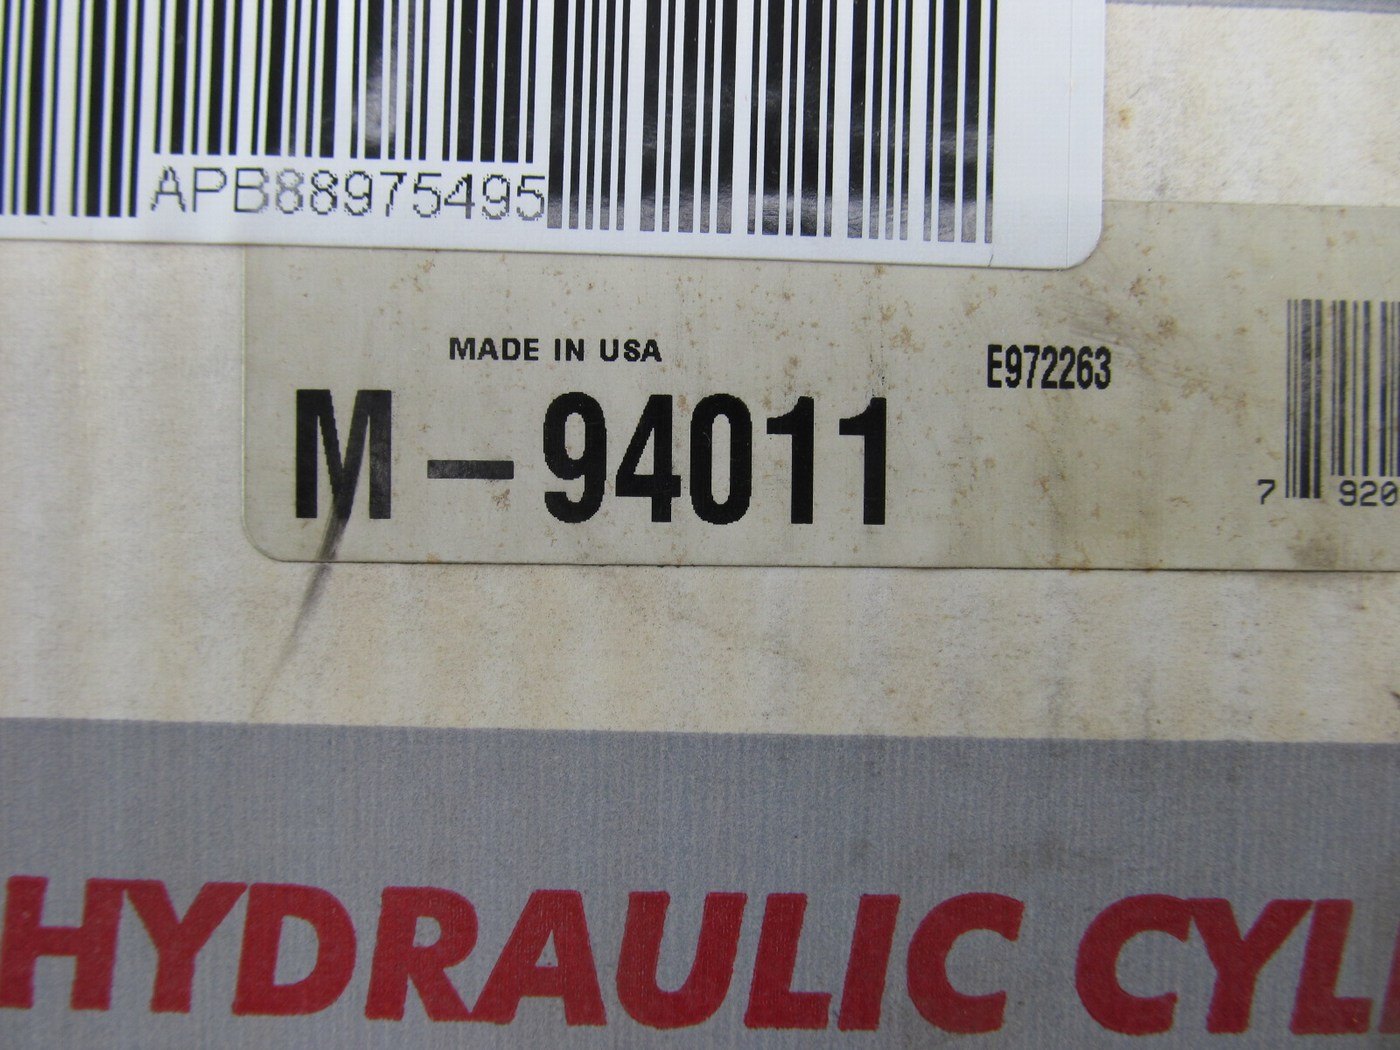 APB88975495
MADE IN USA
E972263
M-94011
7 920
HYDRAULIC CYL